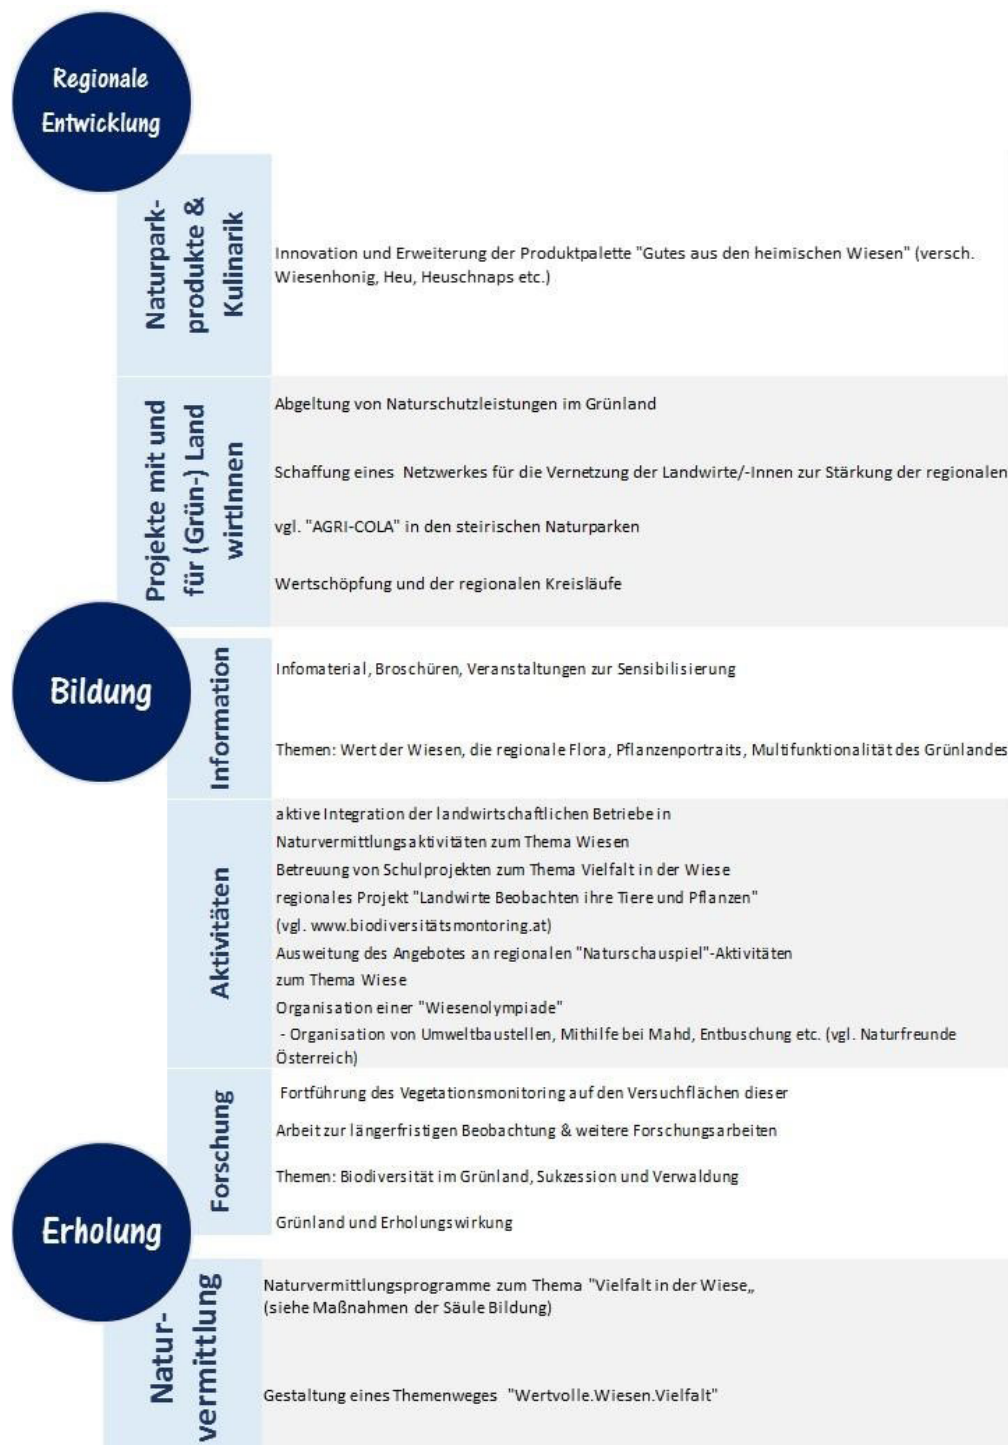 Regionale
Entwicklung
Naturpark-
produkte &
Kulinarik
Innovation und Erweiterung der Produktpalette "Gutes aus den heimischen Wiesen" (versch.
Wiesenhonig, Heu, Heuschnaps etc.)
Projekte mit und
für (Grün-) Land
wirtInnen
Abgeltung von Naturschutzleistungen im Grünland
Schaffung eines Netzwerkes für die Vernetzung der Landwirte/-Innen zur Stärkung der regionalen
vgl. "AGRI-COLA" in den steirischen Naturparken
Wertschöpfung und der regionalen Kreisläufe
Bildung
Information
Infomaterial, Broschüren, Veranstaltungen zur Sensibilisierung
Themen: Wert der Wiesen, die regionale Flora, Pflanzenportraits, Multifunktionalität des Grünlandes
Aktivitäten
aktive Integration der landwirtschaftlichen Betriebe in
Naturvermittlungsaktivitäten zum Thema Wiesen
Betreuung von Schulprojekten zum Thema Vielfalt in der Wiese
regionales Projekt "Landwirte Beobachten ihre Tiere und Pflanzen"
(vgl. www.biodiversitätsmontoring.at)
Ausweitung des Angebotes an regionalen "Naturschauspiel"-Aktivitäten
zum Thema Wiese
Organisation einer "Wiesenolympiade"
- Organisation von Umweltbaustellen, Mithilfe bei Mahd, Entbuschung etc. (vgl. Naturfreunde
Österreich)
Forschung
Fortführung des Vegetationsmonitoring auf den Versuchflächen dieser
Arbeit zur längerfristigen Beobachtung & weitere Forschungsarbeiten
Themen: Biodiversität im Grünland, Sukzession und Verwaldung
Grünland und Erholungswirkung
Erholung
Natur-
vermittlung
Naturvermittlungsprogramme zum Thema "Vielfalt in der Wiese„
(siehe Maßnahmen der Säule Bildung)
Gestaltung eines Themenweges "Wertvolle.Wiesen.Vielfalt"